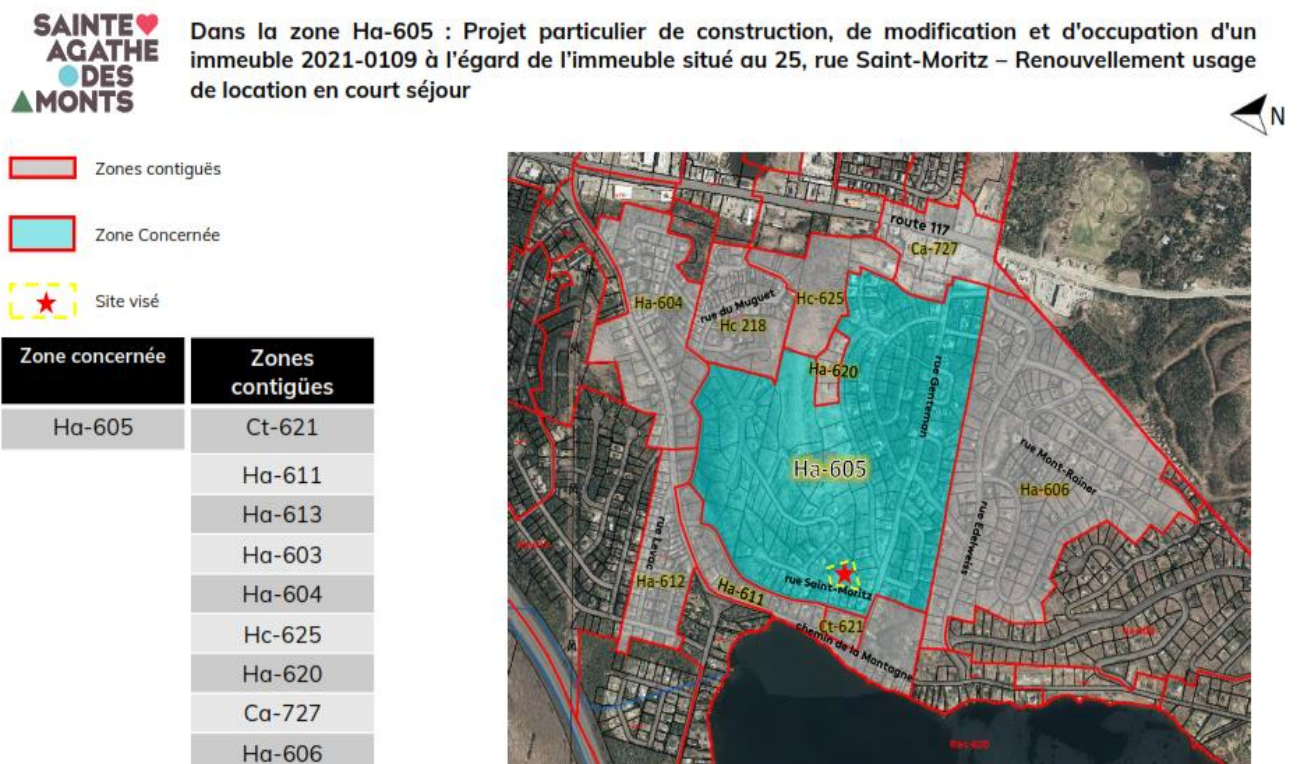 SAINTE
AGATHE
DES
MONTS
Dans la zone Ha-605 : Projet particulier de construction, de modification et d'occupation d'un
immeuble 2021-0109 à l'égard de l'immeuble situé au 25, rue Saint-Moritz – Renouvellement usage
de location en court séjour
N
Zones contiguës
Zone Concernée
Site visé
Zone concernée
Zones
contigües
Ha-605
Ct-621
Ha-611
Ha-613
Ha-603
Ha-604
Hc-625
Ha-620
Ca-727
Ha-606
route 117
Ca-727
Ha-604
rue du Muguet
Hc-625
Hc 218
Ha-620
rue Genteman
Ha-605
rue Mont-Rainer
Ha-606
rue Edelweiss
rue Levac
Ha-612
Ha-611
rue Saint-Moritz
Ct-621
chemin de la Montagne